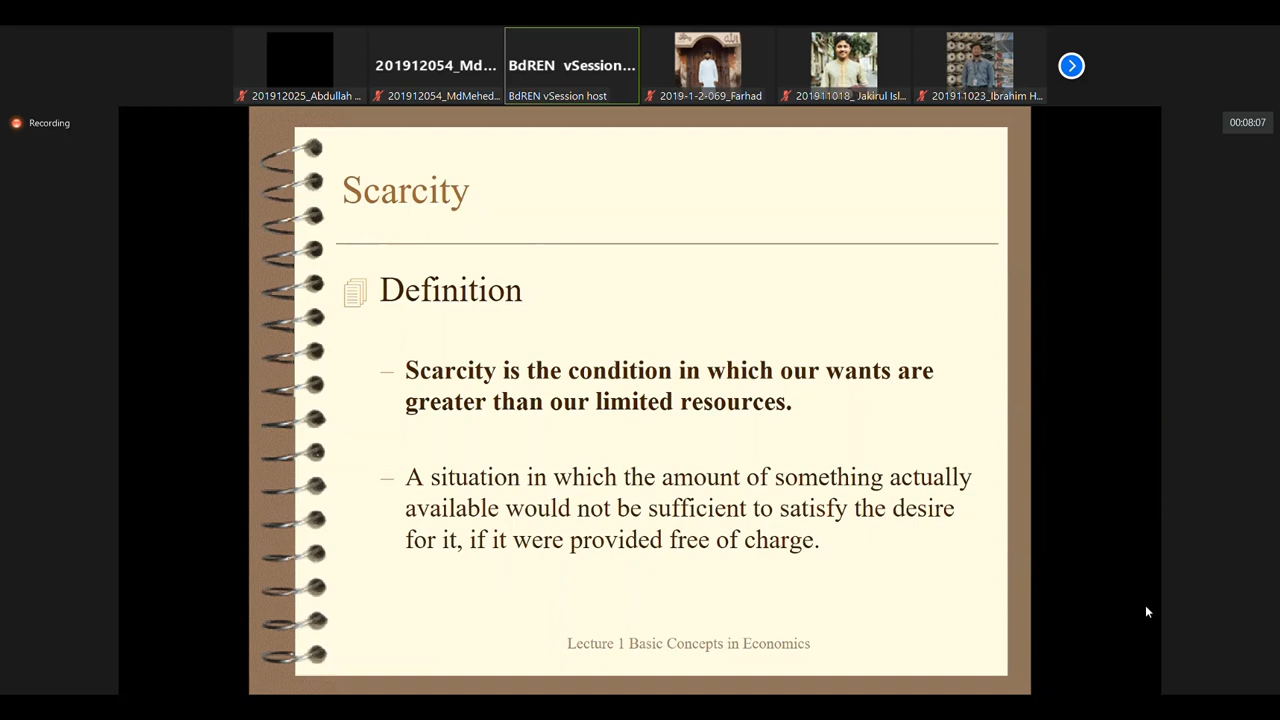 201912054_Md...
BdREN vSession...
201912025_Abdullah ...
201912054_MdMehed...
BdREN vSession host
2019-1-2-069_Farhad
201911018_ Jakirul Isl...
201911023_Ibrahim H...
Recording
00:08:07
Scarcity
Definition
– Scarcity is the condition in which our wants are
greater than our limited resources.
– A situation in which the amount of something actually
available would not be sufficient to satisfy the desire
for it, if it were provided free of charge.
Lecture 1 Basic Concepts in Economics